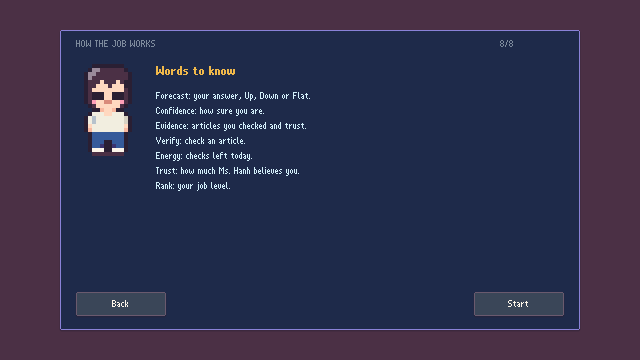 HOW THE JOB WORKS
8/8
Words to know
Forecast: your answer, Up, Down or Flat.
Confidence: how sure you are.
Evidence: articles you checked and trust.
Verify: check an article.
Energy: checks left today.
Trust: how much Ms. Hanh believes you.
Rank: your job level.
Back
Start